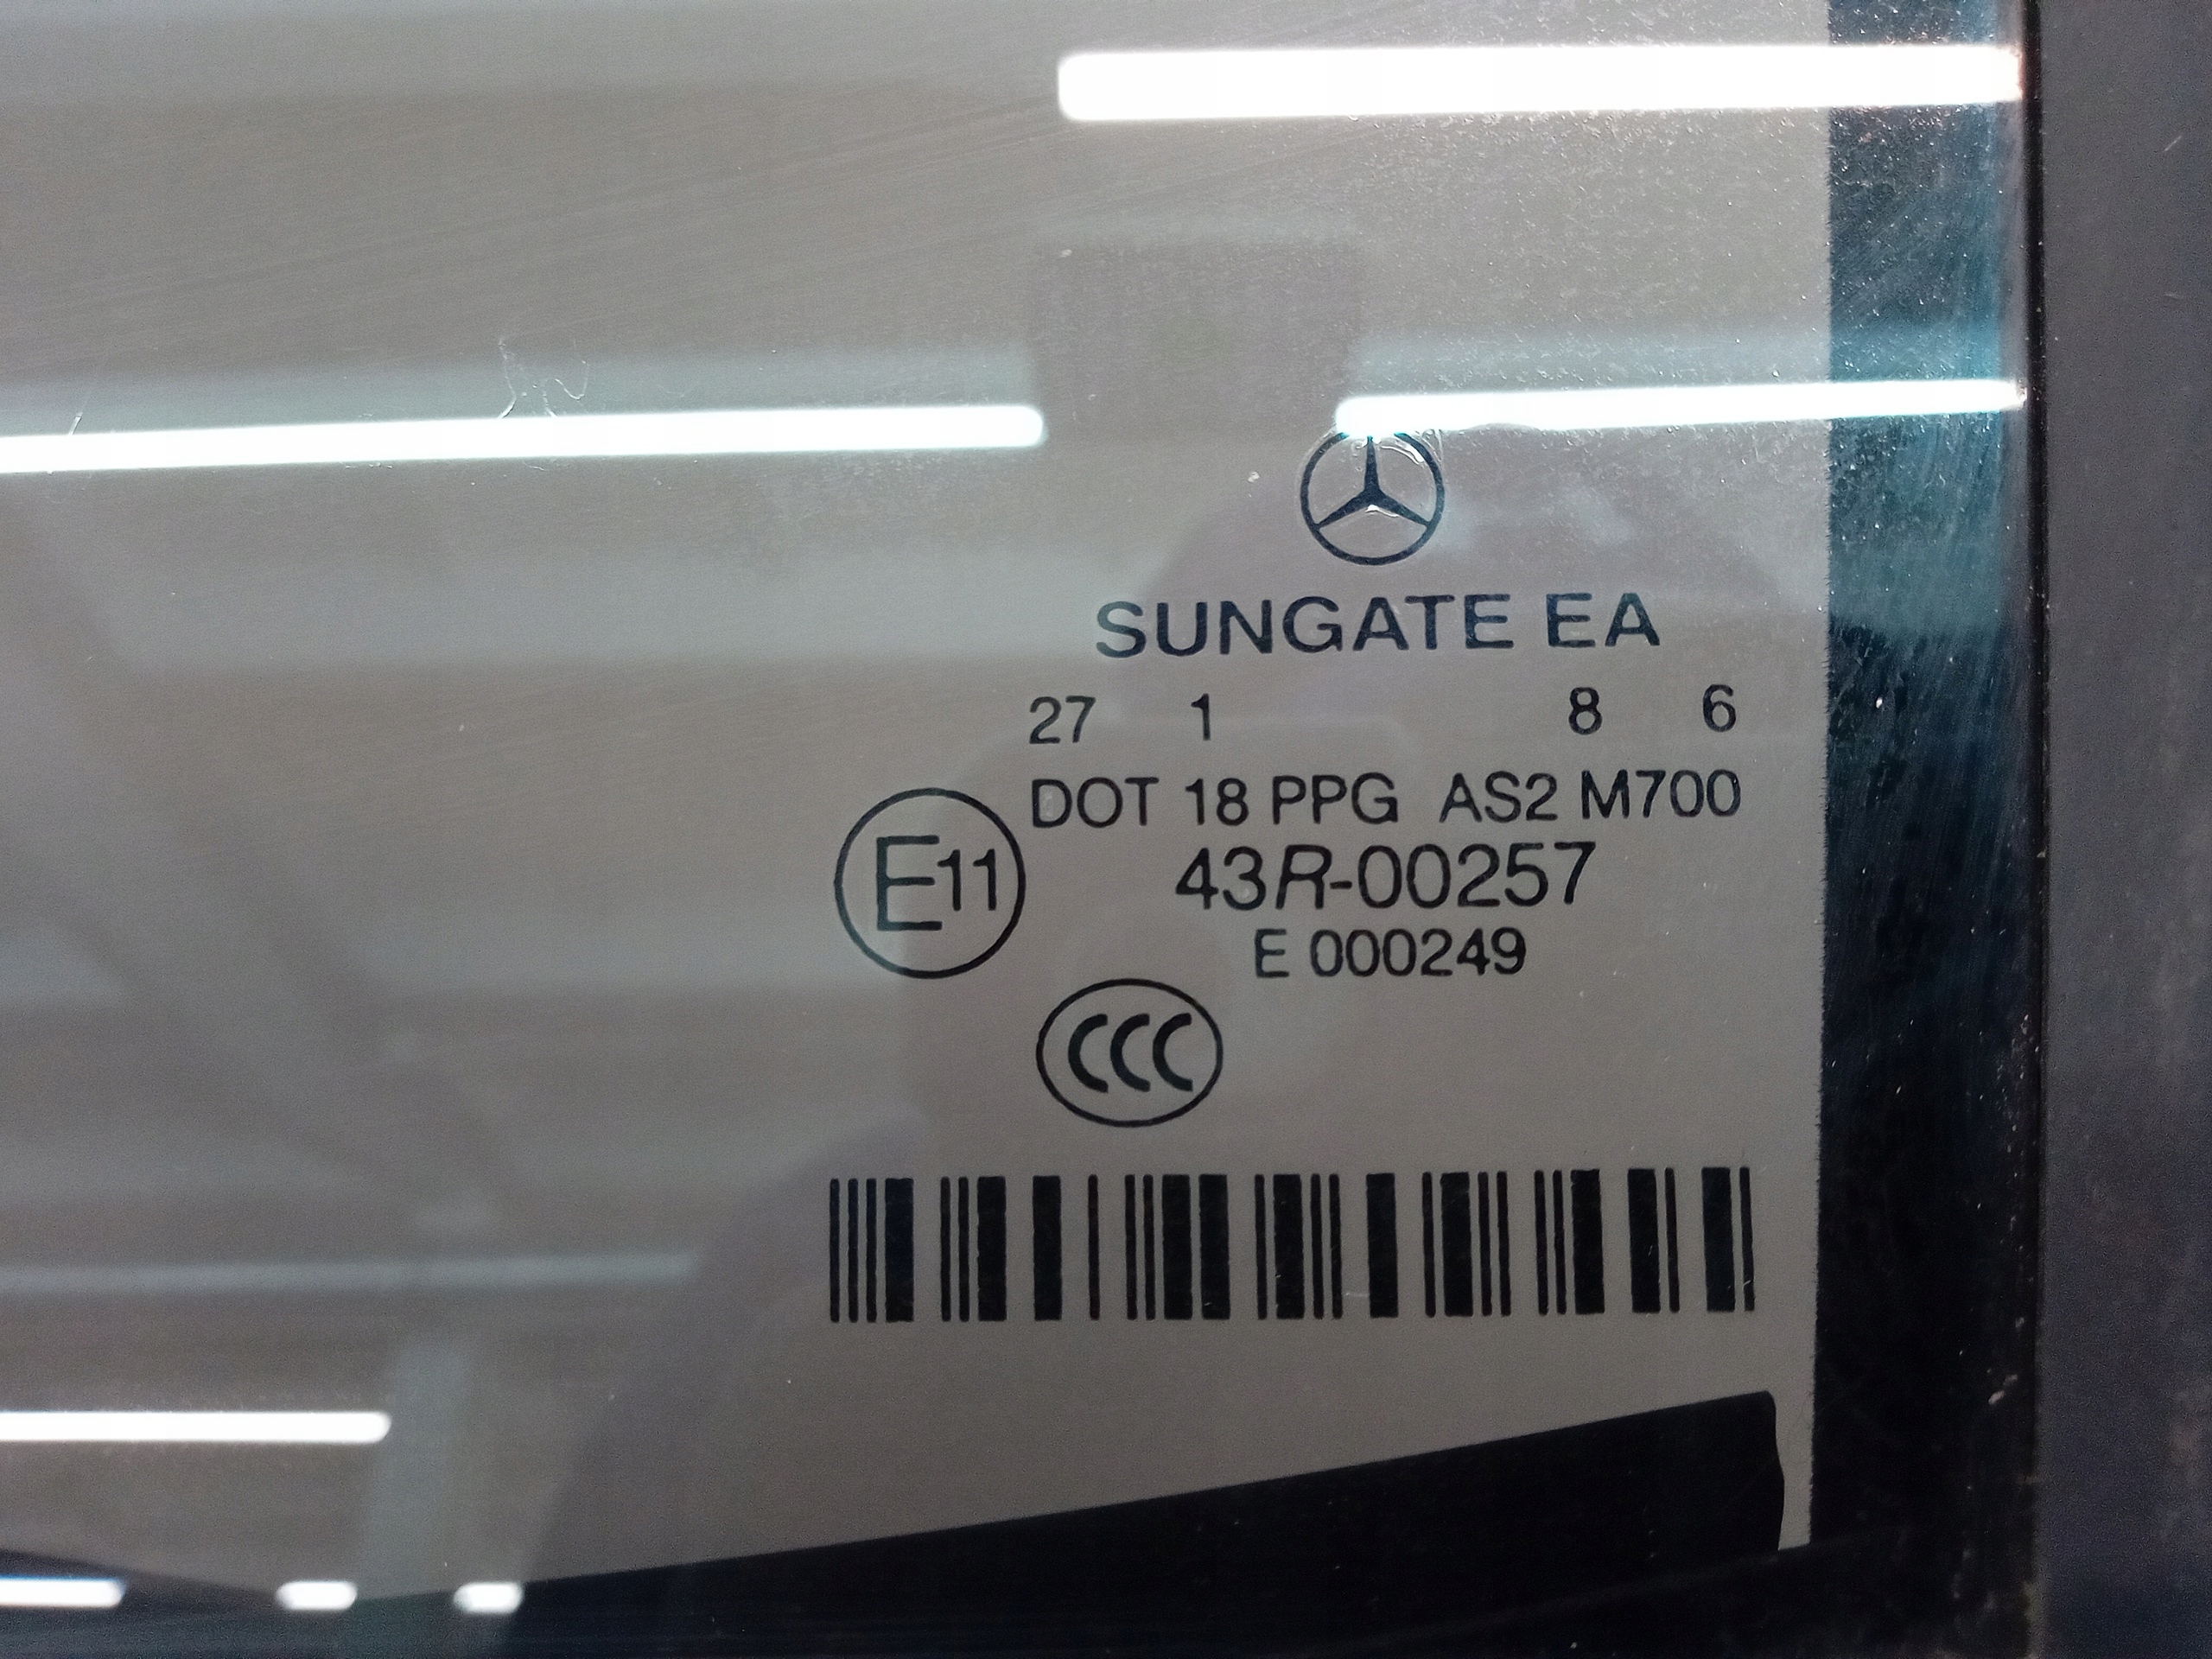 SUNGATE EA
27 1 8 6
DOT 18 PPG AS2 M700
E11
43R-00257
E 000249
CCC